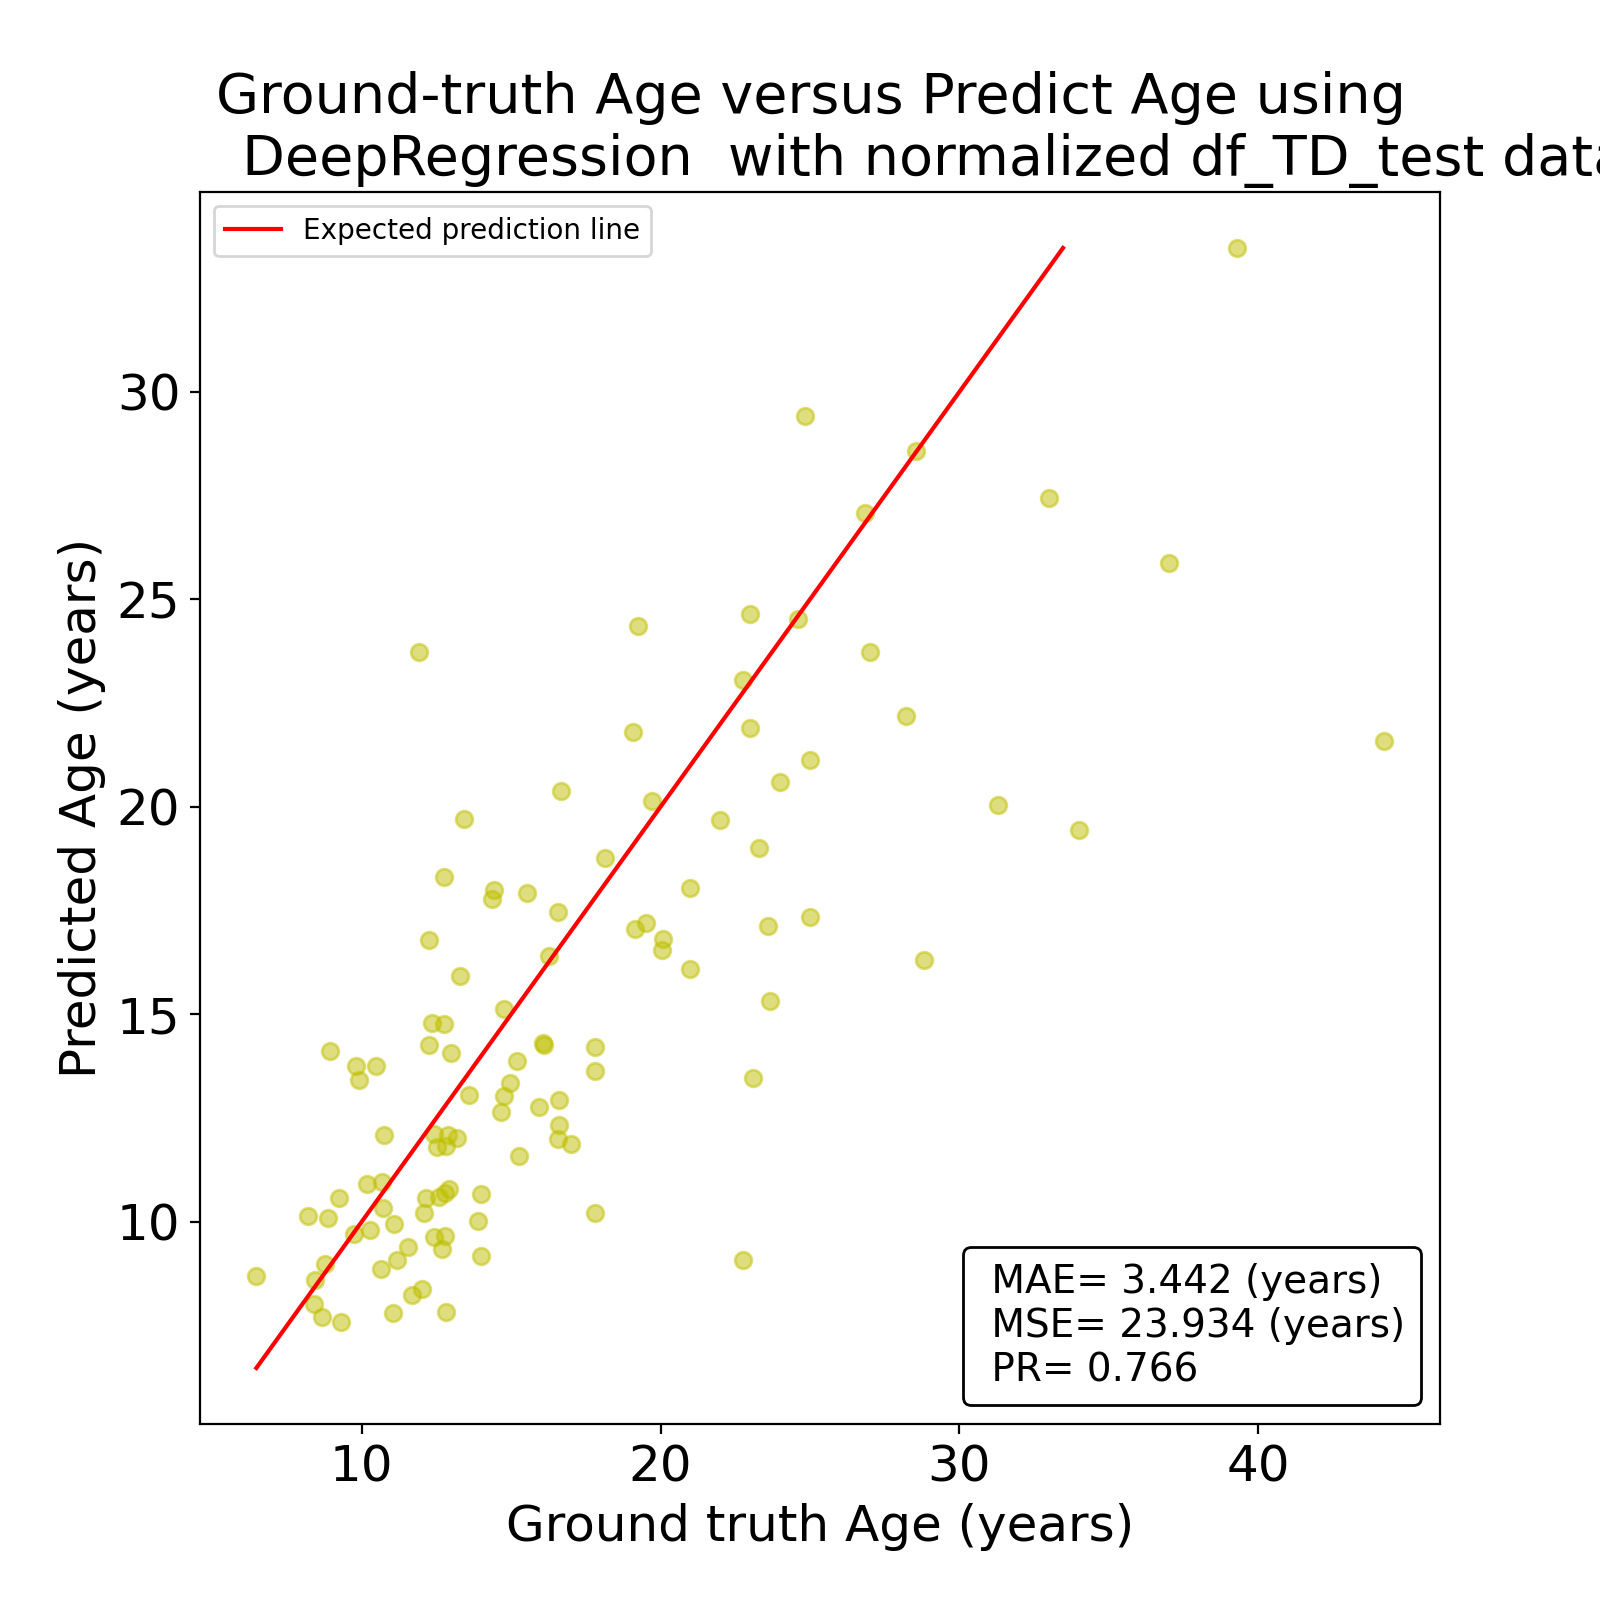 Ground-truth Age versus Predict Age using
DeepRegression  with normalized df_TD_test data
Expected prediction line
30
25
20
15
10
Predicted Age (years)
MAE= 3.442 (years)
MSE= 23.934 (years)
PR= 0.766
10 20 30 40
Ground truth Age (years)